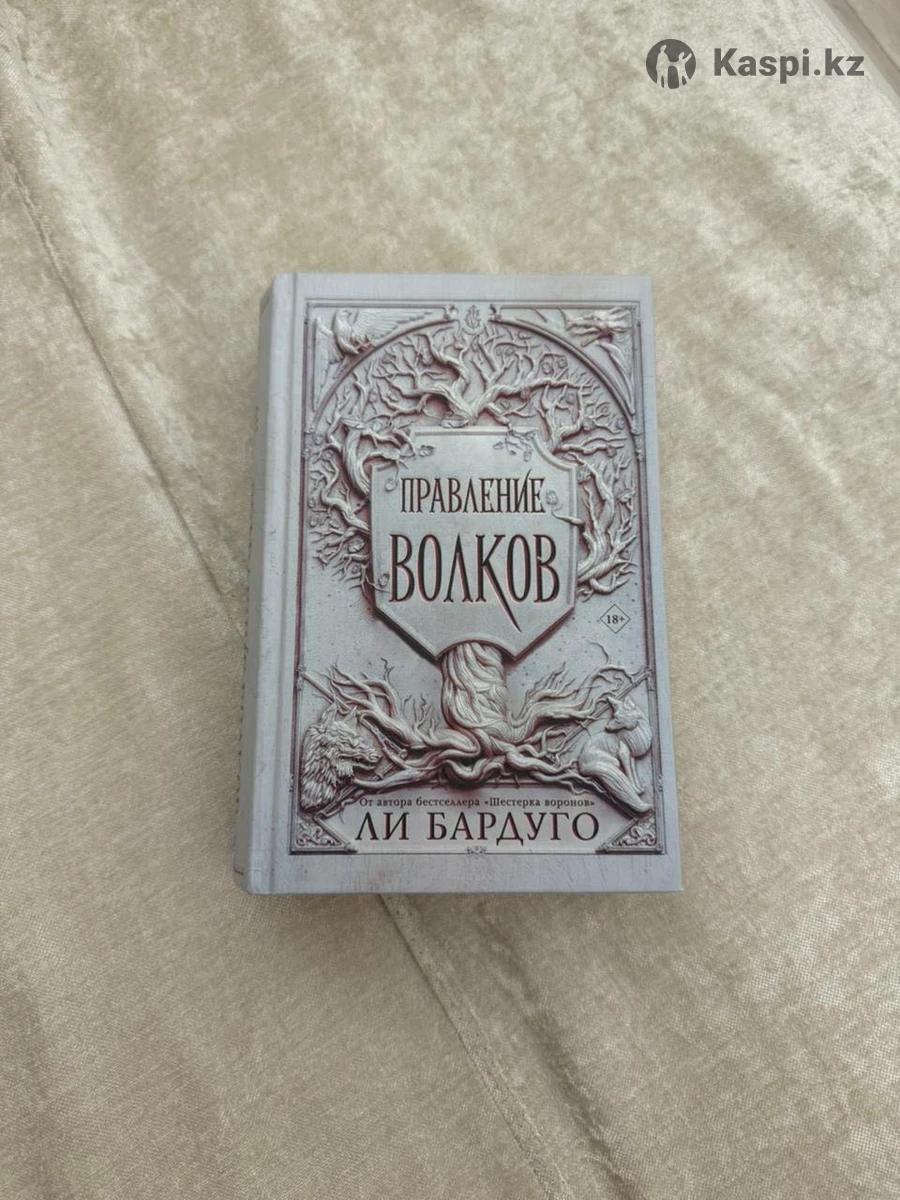 Kaspi.kz
ПРАВЛЕНИЕ
ВОЛКОВ
18+
От автора бестселлера «Шестерка воронов»
ЛИ БАРДУГО